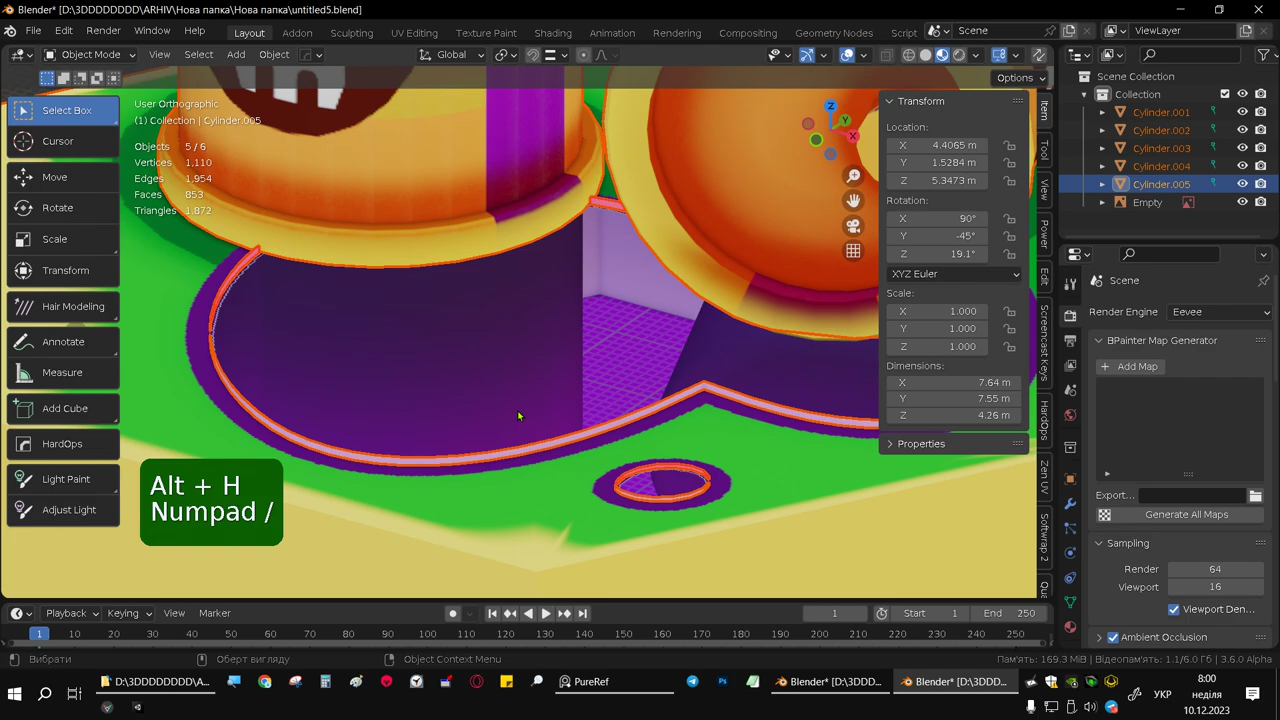 Blender* [D:\3DDDDDDDD\ARHIV\Нова папка\Нова папка\untitled5.blend]
File Edit Render Window Help Layout Addon Sculpting UV Editing Texture Paint Shading Animation Rendering Compositing Geometry Nodes Script Scene ViewLayer
Object Mode View Select Add Object Global
Options
Select Box
Cursor
Move
Rotate
Scale
Transform
Hair Modeling
Annotate
Measure
Add Cube
HardOps
Light Paint
Adjust Light
User Orthographic
(1) Collection | Cylinder.005
Objects 5 / 6
Vertices 1,110
Edges 1,954
Faces 853
Triangles 1,872
Alt + H
Numpad /
Z
Y
X
Transform
Location:
X 4.4065 m
Y 1.5284 m
Z 5.3473 m
Rotation:
X 90°
Y -45°
Z 19.1°
XYZ Euler
Scale:
X 1.000
Y 1.000
Z 1.000
Dimensions:
X 7.64 m
Y 7.55 m
Z 4.26 m
Properties
Item
Tool
View
Power
Edit
Screencast Keys
HardOps
Zen UV
Softwrap 2
Scene Collection
Collection
Cylinder.001
Cylinder.002
Cylinder.003
Cylinder.004
Cylinder.005
Empty
Scene
Render Engine Eevee
BPainter Map Generator
Add Map
Export...
Generate All Maps
Sampling
Render 64
Viewport 16
Viewport Den...
Ambient Occlusion
Playback Keying View Marker 1 Start 1 End 250
1 10 20 30 40 50 60 70 80 90 100 110 120 130 140 150 160 170 180 190 200 210 220 230 240 250
Вибрати Оберт вигляду Object Context Menu Пам'ять: 169.3 MiB | Відеопам'ять: 1.1/6.0 Гб | 3.6.0 Alpha
D:\3DDDDDDDD\A... PureRef Blender* [D:\3DDD... Blender* [D:\3DDD... УКР 8:00
неділя
10.12.2023